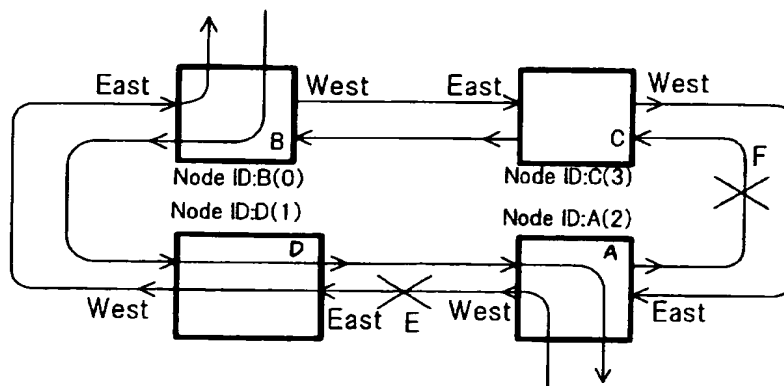 East
West
East
West
B
C
F
Node ID:B(0)
Node ID:C(3)
Node ID:D(1)
Node ID:A(2)
D
A
West
East
E
West
East